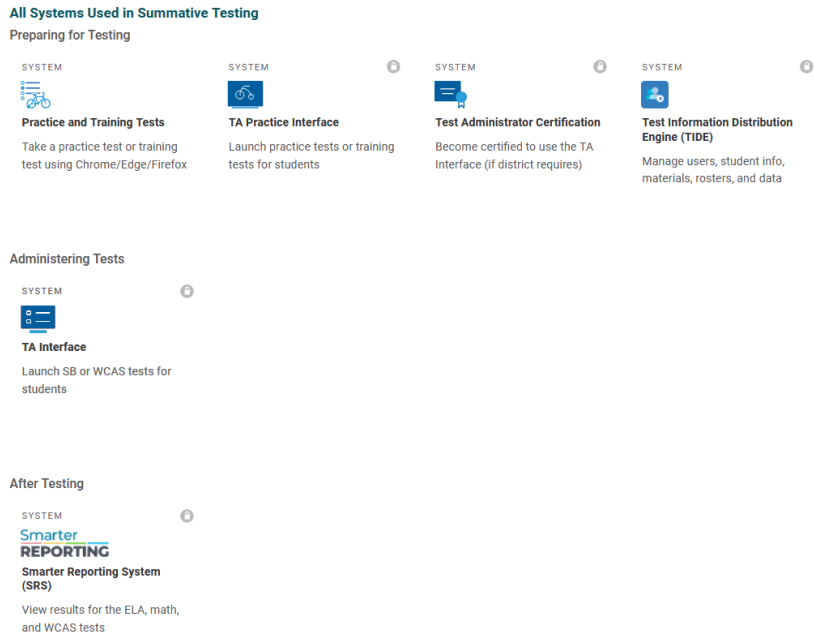 All Systems Used in Summative Testing
Preparing for Testing
SYSTEM
Practice and Training Tests
Take a practice test or training
test using Chrome/Edge/Firefox
SYSTEM
TA Practice Interface
Launch practice tests or training
tests for students
SYSTEM
Test Administrator Certification
Become certified to use the TA
Interface (if district requires)
SYSTEM
Test Information Distribution
Engine (TIDE)
Manage users, student info,
materials, rosters, and data
Administering Tests
SYSTEM
TA Interface
Launch SB or WCAS tests for
students
After Testing
SYSTEM
Smarter
REPORTING
Smarter Reporting System
(SRS)
View results for the ELA, math,
and WCAS tests